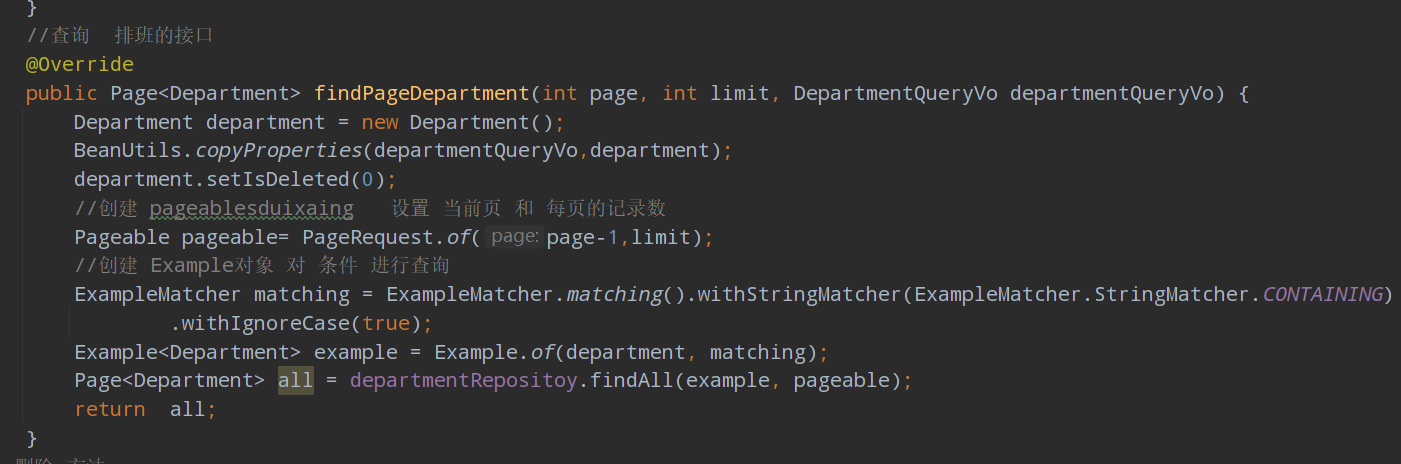 }
//查询  排班的接口
@Override
public Page<Department> findPageDepartment(int page, int limit, DepartmentQueryVo departmentQueryVo) {
    Department department = new Department();
    BeanUtils.copyProperties(departmentQueryVo,department);
    department.setIsDeleted(0);
    //创建 pageablesduixaing   设置 当前页 和 每页的记录数
    Pageable pageable= PageRequest.of( page: page-1,limit);
    //创建 Example对象 对 条件 进行查询
    ExampleMatcher matching = ExampleMatcher.matching().withStringMatcher(ExampleMatcher.StringMatcher.CONTAINING)
            .withIgnoreCase(true);
    Example<Department> example = Example.of(department, matching);
    Page<Department> all = departmentRepositoy.findAll(example, pageable);
    return  all;
}